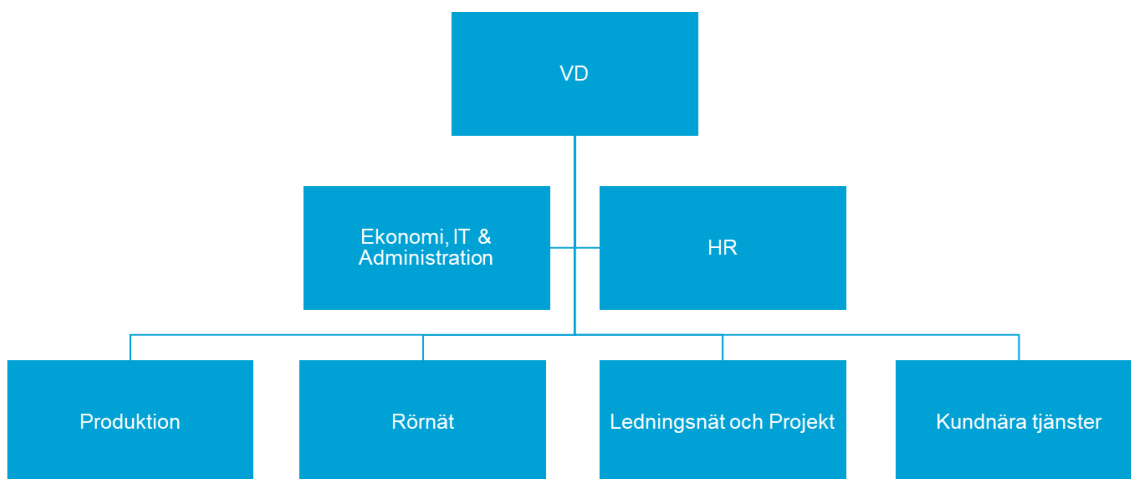 VD
Ekonomi, IT &
Administration
HR
Produktion
Rörnät
Ledningsnät och Projekt
Kundnära tjänster